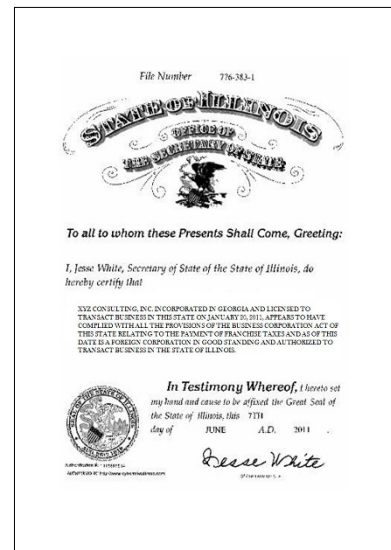 File Number 776-383-1
STATE OF ILLINOIS
OFFICE OF
THE SECRETARY OF STATE
To all to whom these Presents Shall Come, Greeting:
I, Jesse White, Secretary of State of the State of Illinois, do
hereby certify that
XYZ CONSULTING, INC. INCORPORATED IN GEORGIA AND LICENSED TO
TRANSACT BUSINESS IN THIS STATE ON JANUARY 20, 2011, APPEARS TO HAVE
COMPLIED WITH ALL THE PROVISIONS OF THE BUSINESS CORPORATION ACT OF
THIS STATE RELATING TO THE PAYMENT OF FRANCHISE TAXES AND AS OF THIS
DATE IS A FOREIGN CORPORATION IN GOOD STANDING AND AUTHORIZED TO
TRANSACT BUSINESS IN THE STATE OF ILLINOIS.
In Testimony Whereof, I hereto set
my hand and cause to be affixed the Great Seal of
the State of Illinois, this 7TH
day of JUNE A.D. 2011 .
Jesse White